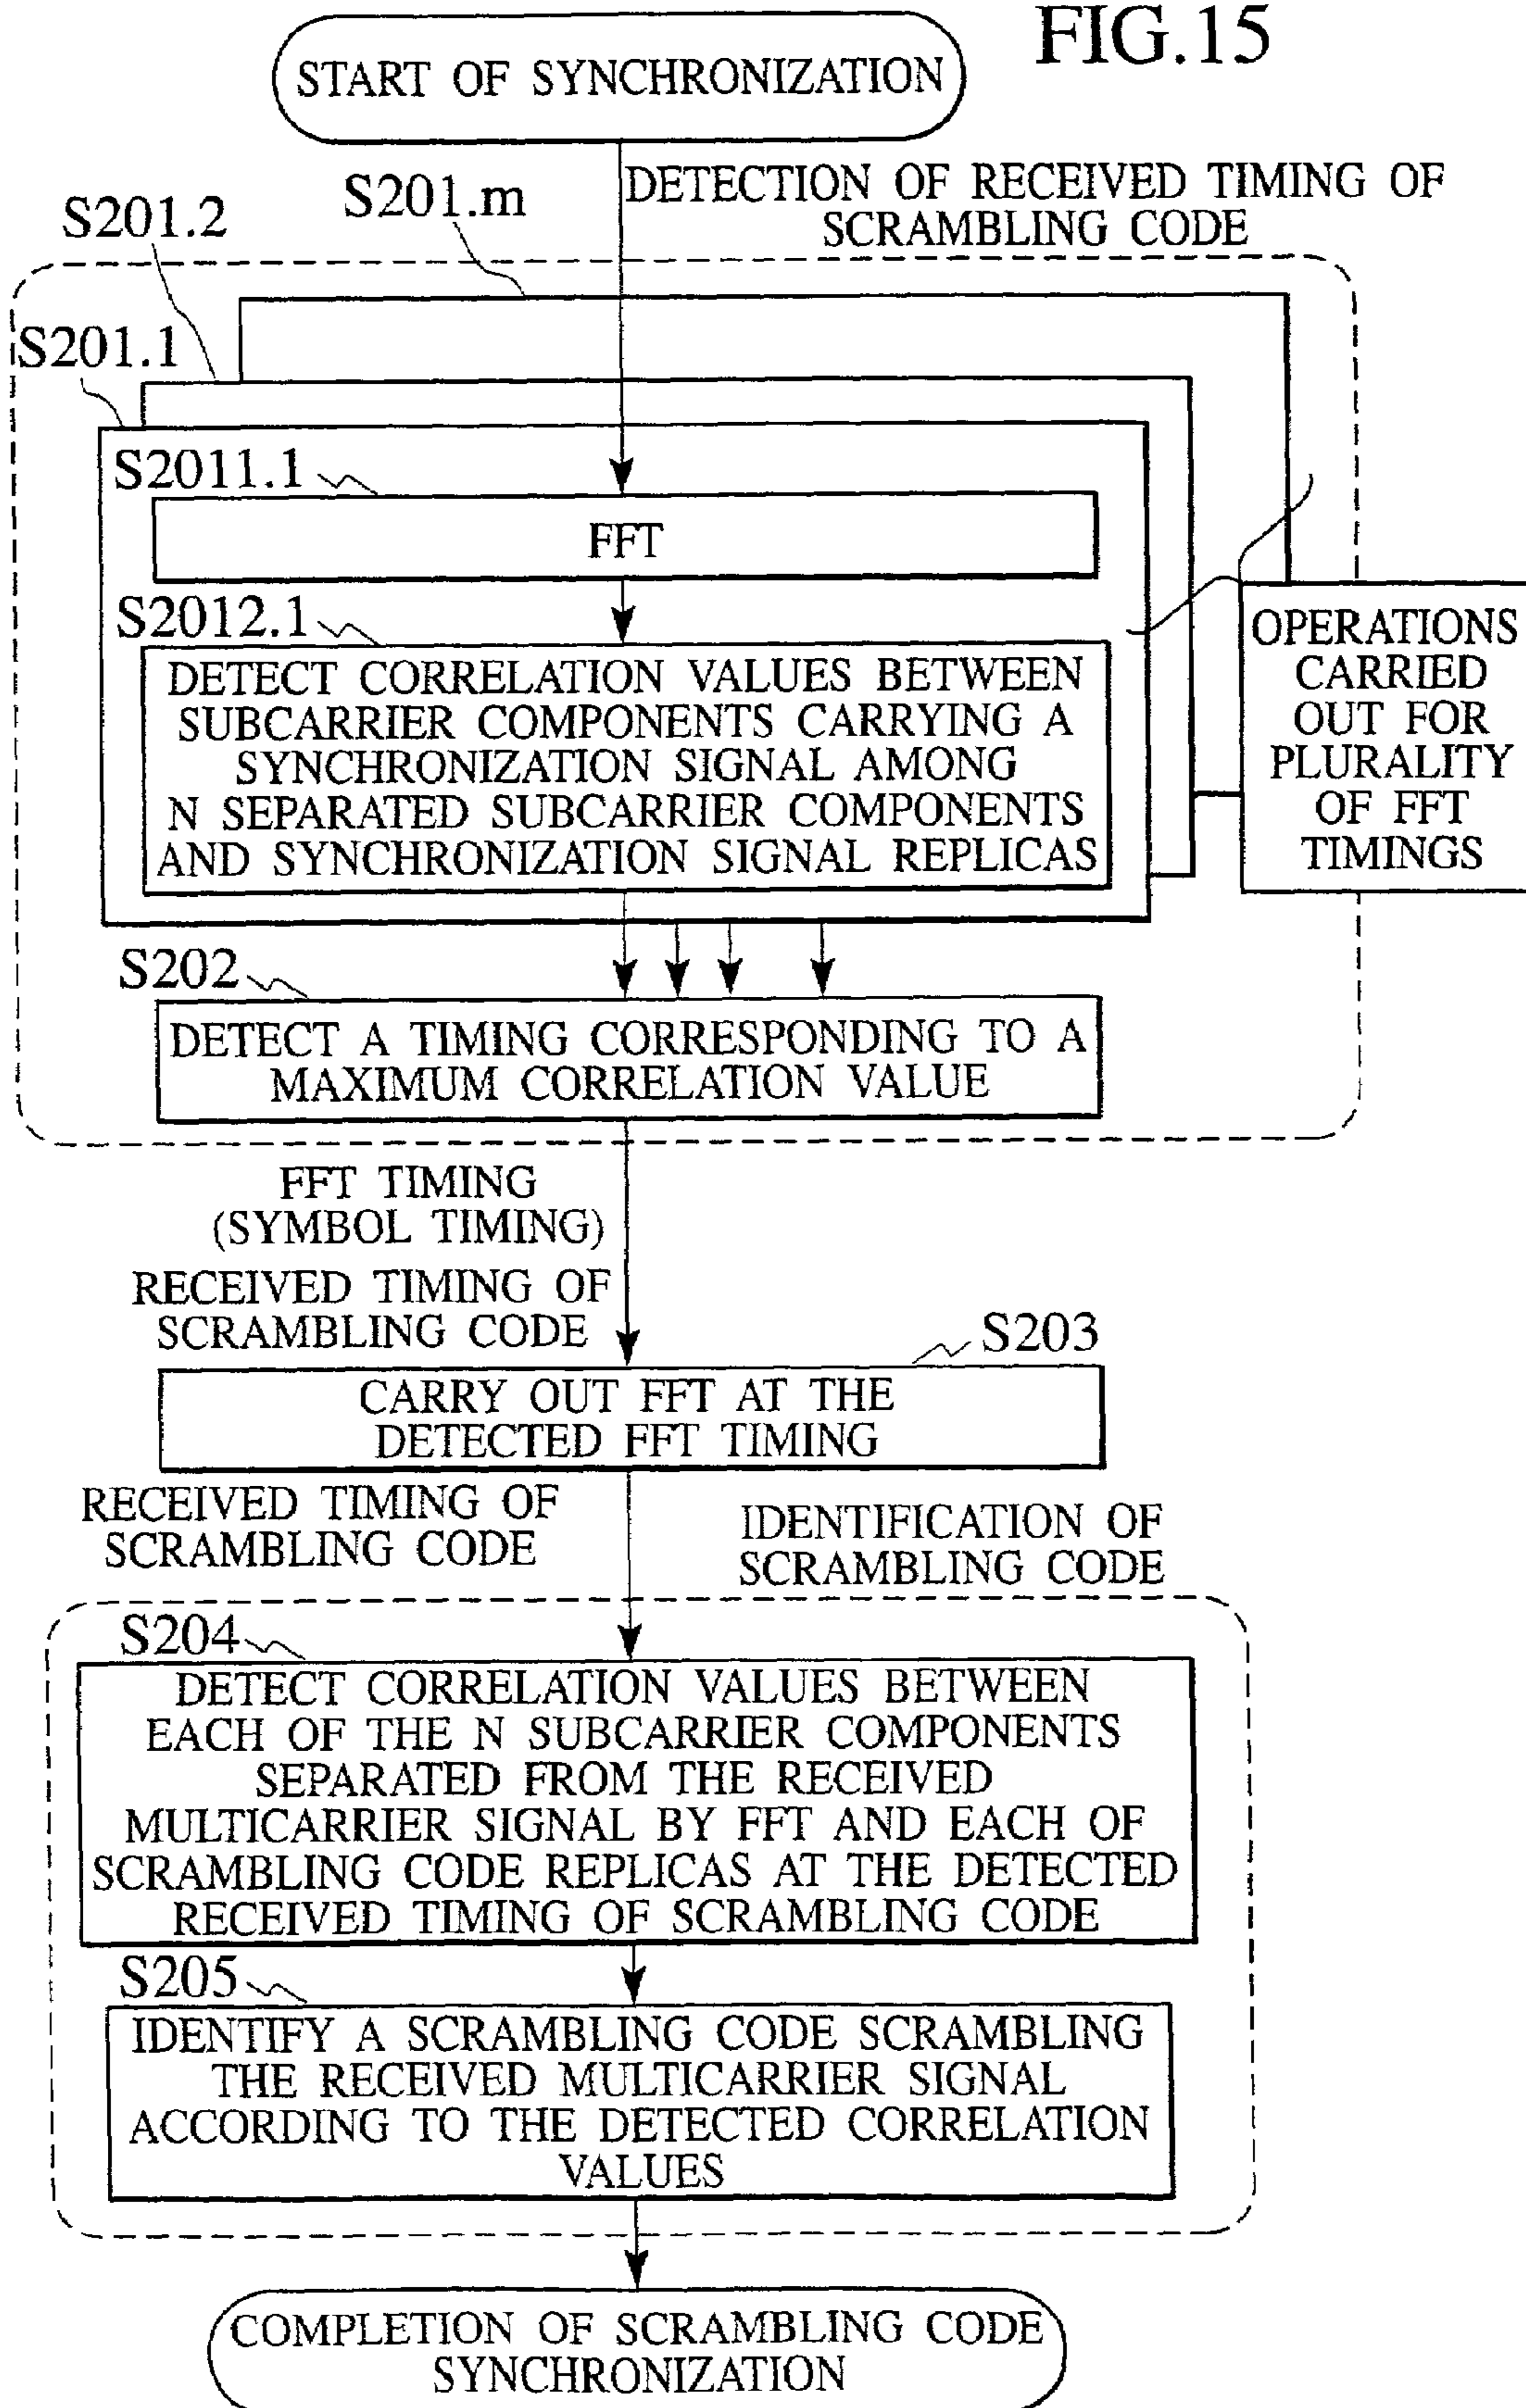 FIG.15
START OF SYNCHRONIZATION
DETECTION OF RECEIVED TIMING OF
SCRAMBLING CODE
S201.m
S201.2
S201.1
S2011.1
FFT
S2012.1
DETECT CORRELATION VALUES BETWEEN
SUBCARRIER COMPONENTS CARRYING A
SYNCHRONIZATION SIGNAL AMONG
N SEPARATED SUBCARRIER COMPONENTS
AND SYNCHRONIZATION SIGNAL REPLICAS
OPERATIONS
CARRIED
OUT FOR
PLURALITY
OF FFT
TIMINGS
S202
DETECT A TIMING CORRESPONDING TO A
MAXIMUM CORRELATION VALUE
FFT TIMING
(SYMBOL TIMING)
RECEIVED TIMING OF
SCRAMBLING CODE
S203
CARRY OUT FFT AT THE
DETECTED FFT TIMING
RECEIVED TIMING OF
SCRAMBLING CODE
IDENTIFICATION OF
SCRAMBLING CODE
S204
DETECT CORRELATION VALUES BETWEEN
EACH OF THE N SUBCARRIER COMPONENTS
SEPARATED FROM THE RECEIVED
MULTICARRIER SIGNAL BY FFT AND EACH OF
SCRAMBLING CODE REPLICAS AT THE DETECTED
RECEIVED TIMING OF SCRAMBLING CODE
S205
IDENTIFY A SCRAMBLING CODE SCRAMBLING
THE RECEIVED MULTICARRIER SIGNAL
ACCORDING TO THE DETECTED CORRELATION
VALUES
COMPLETION OF SCRAMBLING CODE
SYNCHRONIZATION